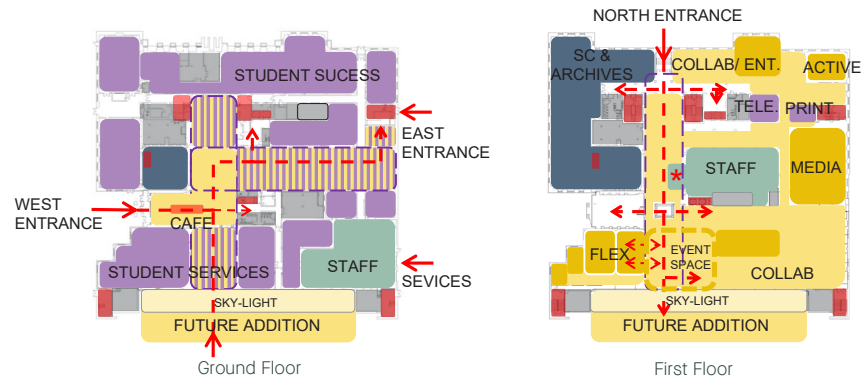 STUDENT SUCESS
EAST
ENTRANCE
WEST
ENTRANCE
CAFE
STUDENT SERVICES
STAFF
SEVICES
SKY-LIGHT
FUTURE ADDITION
Ground Floor
NORTH ENTRANCE
SC &
ARCHIVES
COLLAB/ ENT.
ACTIVE
TELE.
PRINT
STAFF
MEDIA
*
FLEX
EVENT
SPACE
COLLAB
SKY-LIGHT
FUTURE ADDITION
First Floor